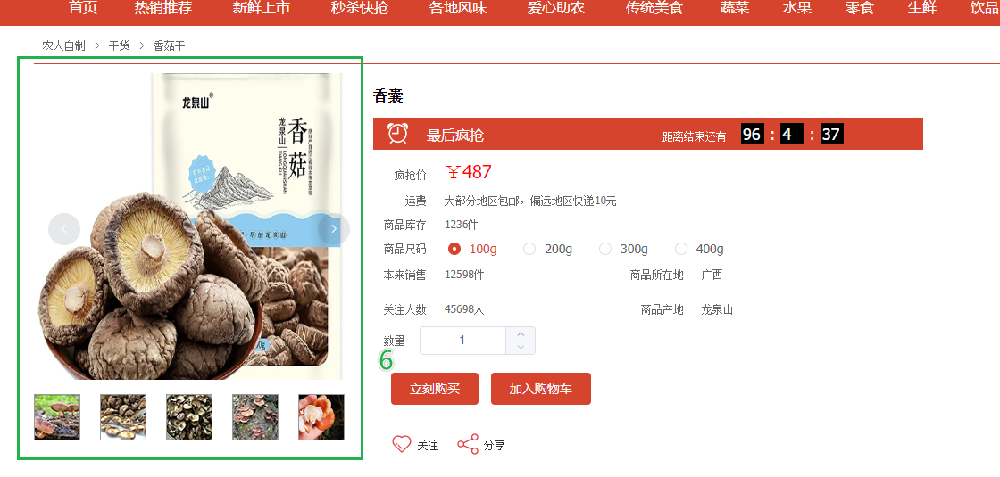 首页 热销推荐 新鲜上市 秒杀快抢 各地风味 爱心助农 传统美食 蔬菜 水果 零食 生鲜 饮品
农人自制 > 干货 > 香菇干
龙泉山®
香菇
龙泉山
LONGQUANSHAN
XIANG GU
香囊
最后疯抢 距离结束还有 96 : 4 : 37
疯抢价 ¥487
运费 大部分地区包邮，偏远地区快递10元
商品库存 1236件
商品尺码 100g 200g 300g 400g
本来销售 12598件 商品所在地 广西
关注人数 45698人 商品产地 龙泉山
数量 1
6
立刻购买 加入购物车
关注 分享